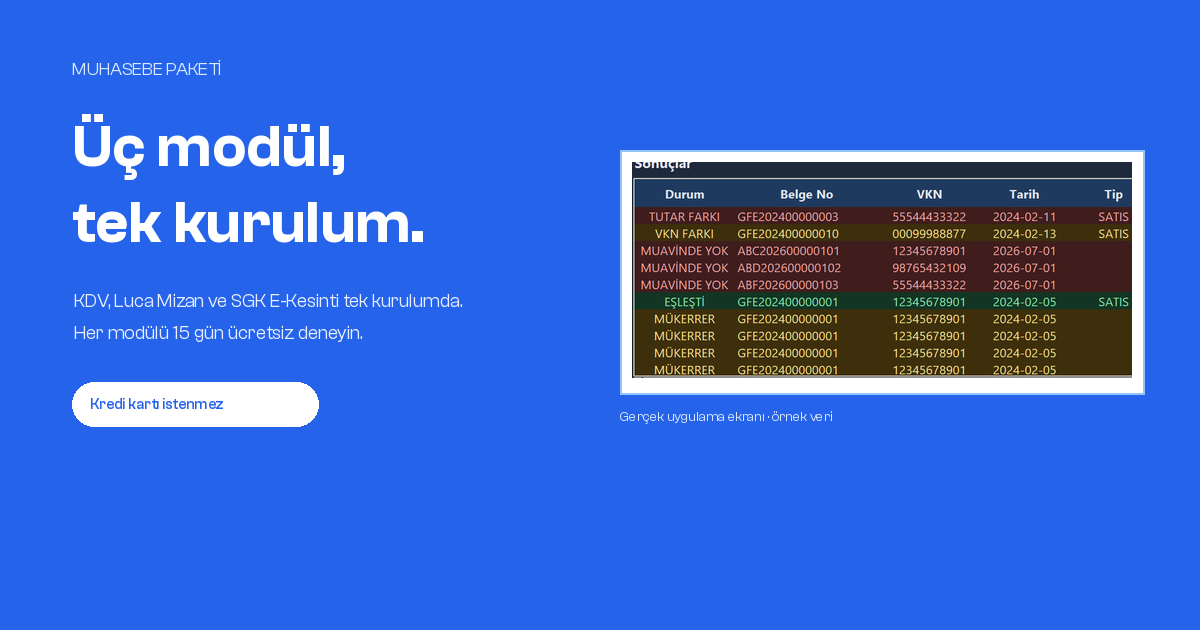 MUHASEBE PAKETİ
Üç modül,
tek kurulum.
KDV, Luca Mizan ve SGK E-Kesinti tek kurulumda.
Her modülü 15 gün ücretsiz deneyin.
Kredi kartı istenmez
Sonuçlar
Durum Belge No VKN Tarih Tip
TUTAR FARKI GFE202400000003 55544433322 2024-02-11 SATIS
VKN FARKI GFE202400000010 00099988877 2024-02-13 SATIS
MUAVİNDE YOK ABC202600000101 12345678901 2026-07-01
MUAVİNDE YOK ABD202600000102 98765432109 2026-07-01
MUAVİNDE YOK ABF202600000103 55544433322 2026-07-01
EŞLEŞTİ GFE202400000001 12345678901 2024-02-05 SATIS
MÜKERRER GFE202400000001 12345678901 2024-02-05
MÜKERRER GFE202400000001 12345678901 2024-02-05
MÜKERRER GFE202400000001 12345678901 2024-02-05
MÜKERRER GFE202400000001 12345678901 2024-02-05
Gerçek uygulama ekranı · örnek veri